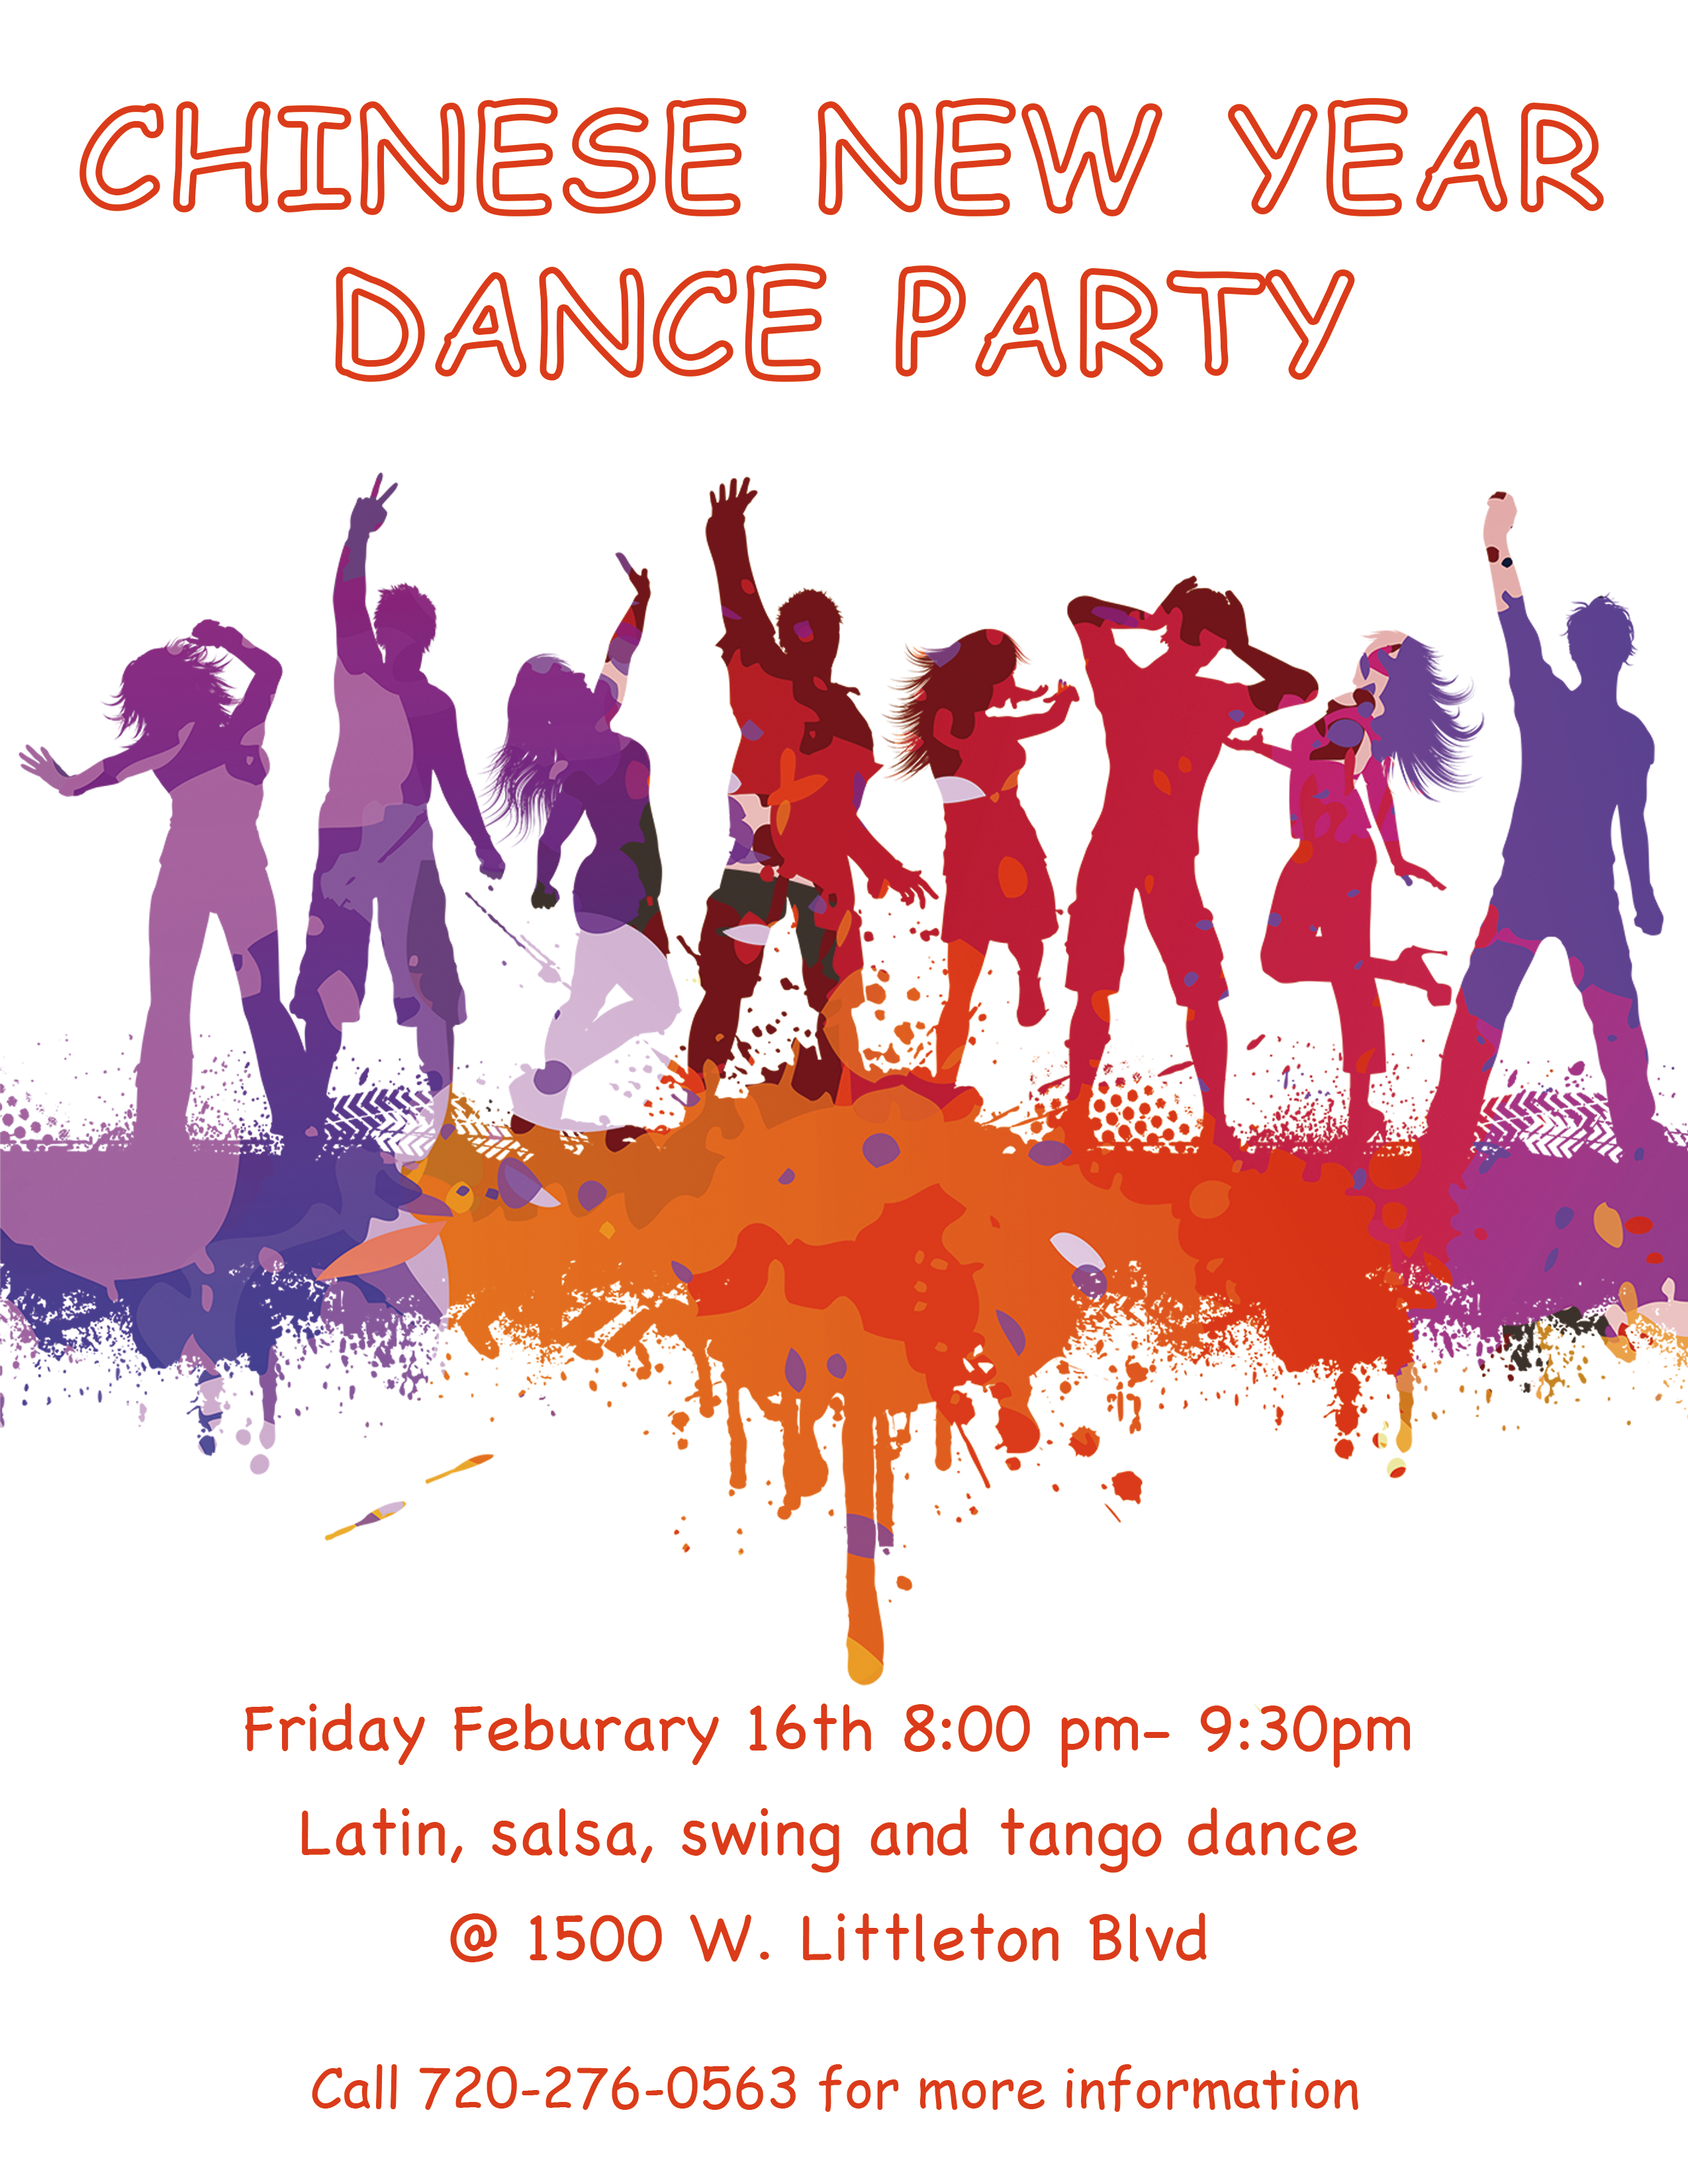 CHINESE NEW YEAR
DANCE PARTY
Friday Feburary 16th 8:00 pm- 9:30pm
Latin, salsa, swing and tango dance
@ 1500 W. Littleton Blvd
Call 720-276-0563 for more information